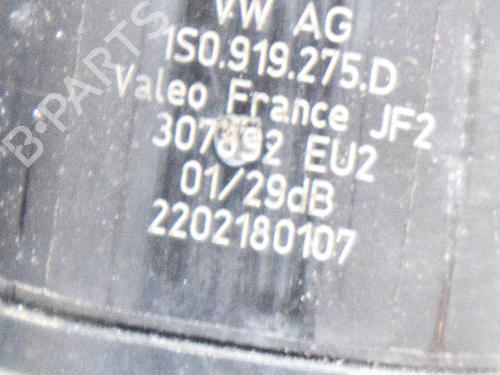 VW AG
1S0.919.275.D
Valeo France JF2
EU2
01/29dB
2202180107
B-PARTS